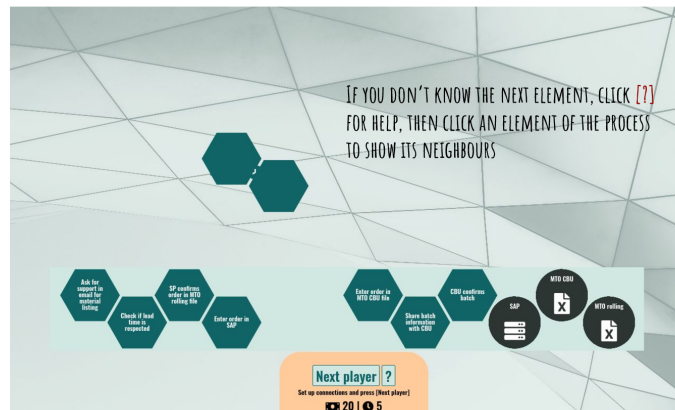 IF YOU DON'T KNOW THE NEXT ELEMENT, CLICK [?]
FOR HELP, THEN CLICK AN ELEMENT OF THE PROCESS
TO SHOW ITS NEIGHBOURS
Ask for
support in
email for
material
listing
Check if lead
time is
respected
SP confirms
order in MTO
rolling file
Enter order in
SAP
Enter order in
MTO CBU file
Share batch
information
with CBU
CBU confirms
batch
SAP
MTO CBU
X
MTO rolling
X
Next player ?
Set up connections and press [Next player]
20 | 5